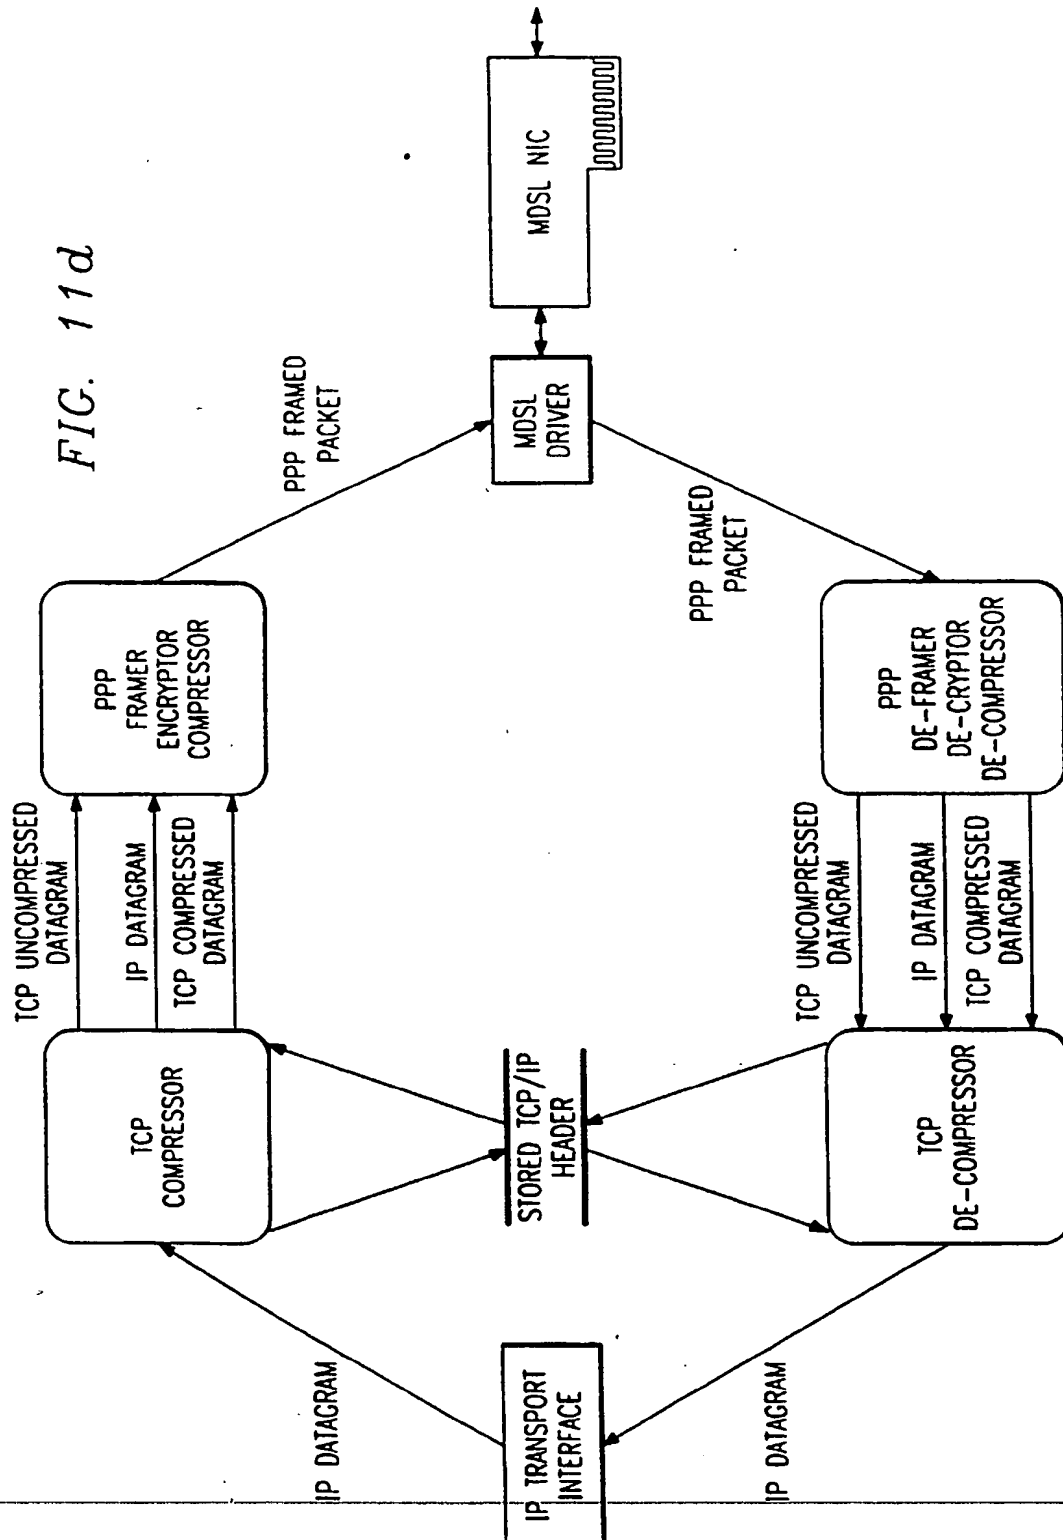 FIG. 11d
IP DATAGRAM
TCP
COMPRESSOR
TCP UNCOMPRESSED
DATAGRAM
IP DATAGRAM
TCP COMPRESSED
DATAGRAM
PPP
FRAMER
ENCRYPTOR
COMPRESSOR
PPP FRAMED
PACKET
IP TRANSPORT
INTERFACE
STORED TCP/IP
HEADER
MDSL
DRIVER
MDSL NIC
IP DATAGRAM
TCP
DE-COMPRESSOR
TCP UNCOMPRESSED
DATAGRAM
IP DATAGRAM
TCP COMPRESSED
DATAGRAM
PPP
DE-FRAMER
DE-CRYPTOR
DE-COMPRESSOR
PPP FRAMED
PACKET